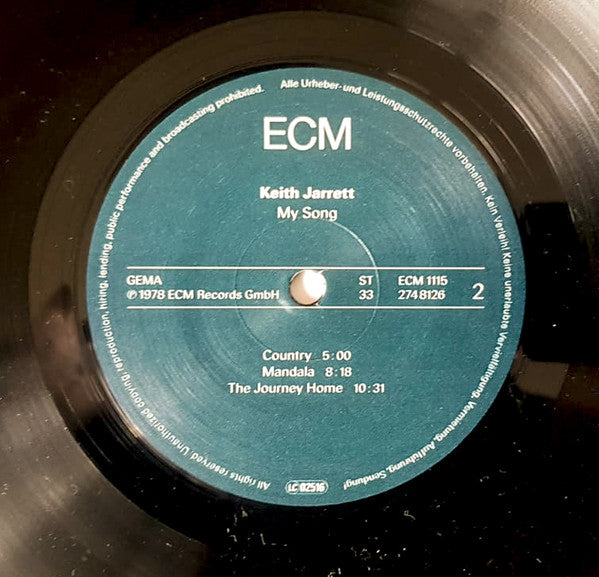 ECM
Keith Jarrett
My Song
GEMA
℗ 1978 ECM Records GmbH
ST
33
ECM 1115
2748126
2
Country 5:00
Mandala 8:18
The Journey Home 10:31
LC 02516
Alle Urheber- und Leistungsschutzrechte vorbehalten. Kein Verleih! Keine unerlaubte Vervielfältigung, Vermietung, Aufführung, Sendung!
All rights reserved. Unauthorized copying, reproduction, hiring, lending, public performance and broadcasting prohibited.